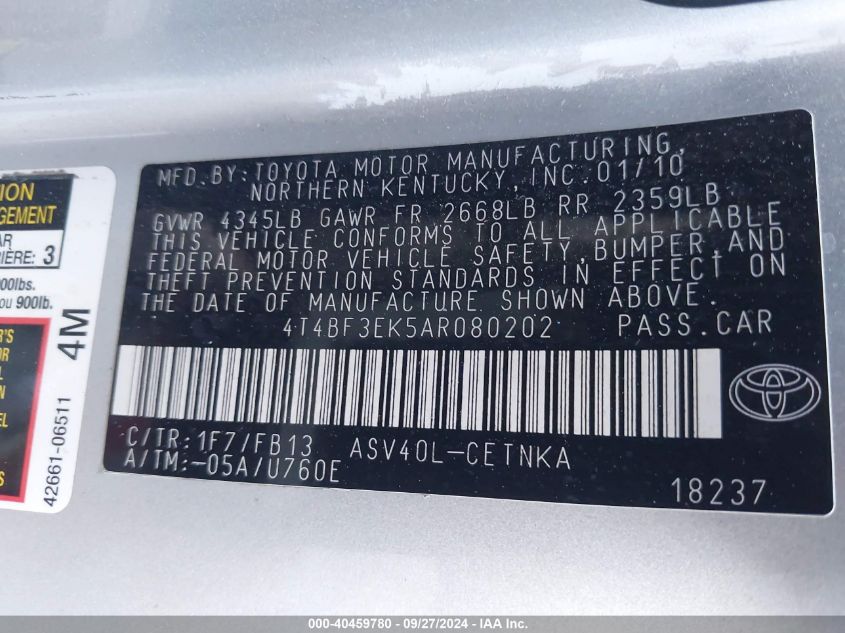 MFD.BY:TOYOTA MOTOR MANUFACTURING,
NORTHERN KENTUCKY,INC.01/10
GVWR 4345LB GAWR FR 2668LB RR 2359LB
THIS VEHICLE CONFORMS TO ALL APPLICABLE
FEDERAL MOTOR VEHICLE SAFETY,BUMPER,AND
THEFT PREVENTION STANDARDS IN EFFECT ON
THE DATE OF MANUFACTURE SHOWN ABOVE.
4T4BF3EK5AR080202 PASS.CAR
C/TR:1F7/FB13 ASV40L-CETNKA
A/TM:-05A/U760E
18237
GEMENT
3
900lb.
4M
42661-06511
000-40459780 - 09/27/2024 - IAA Inc.